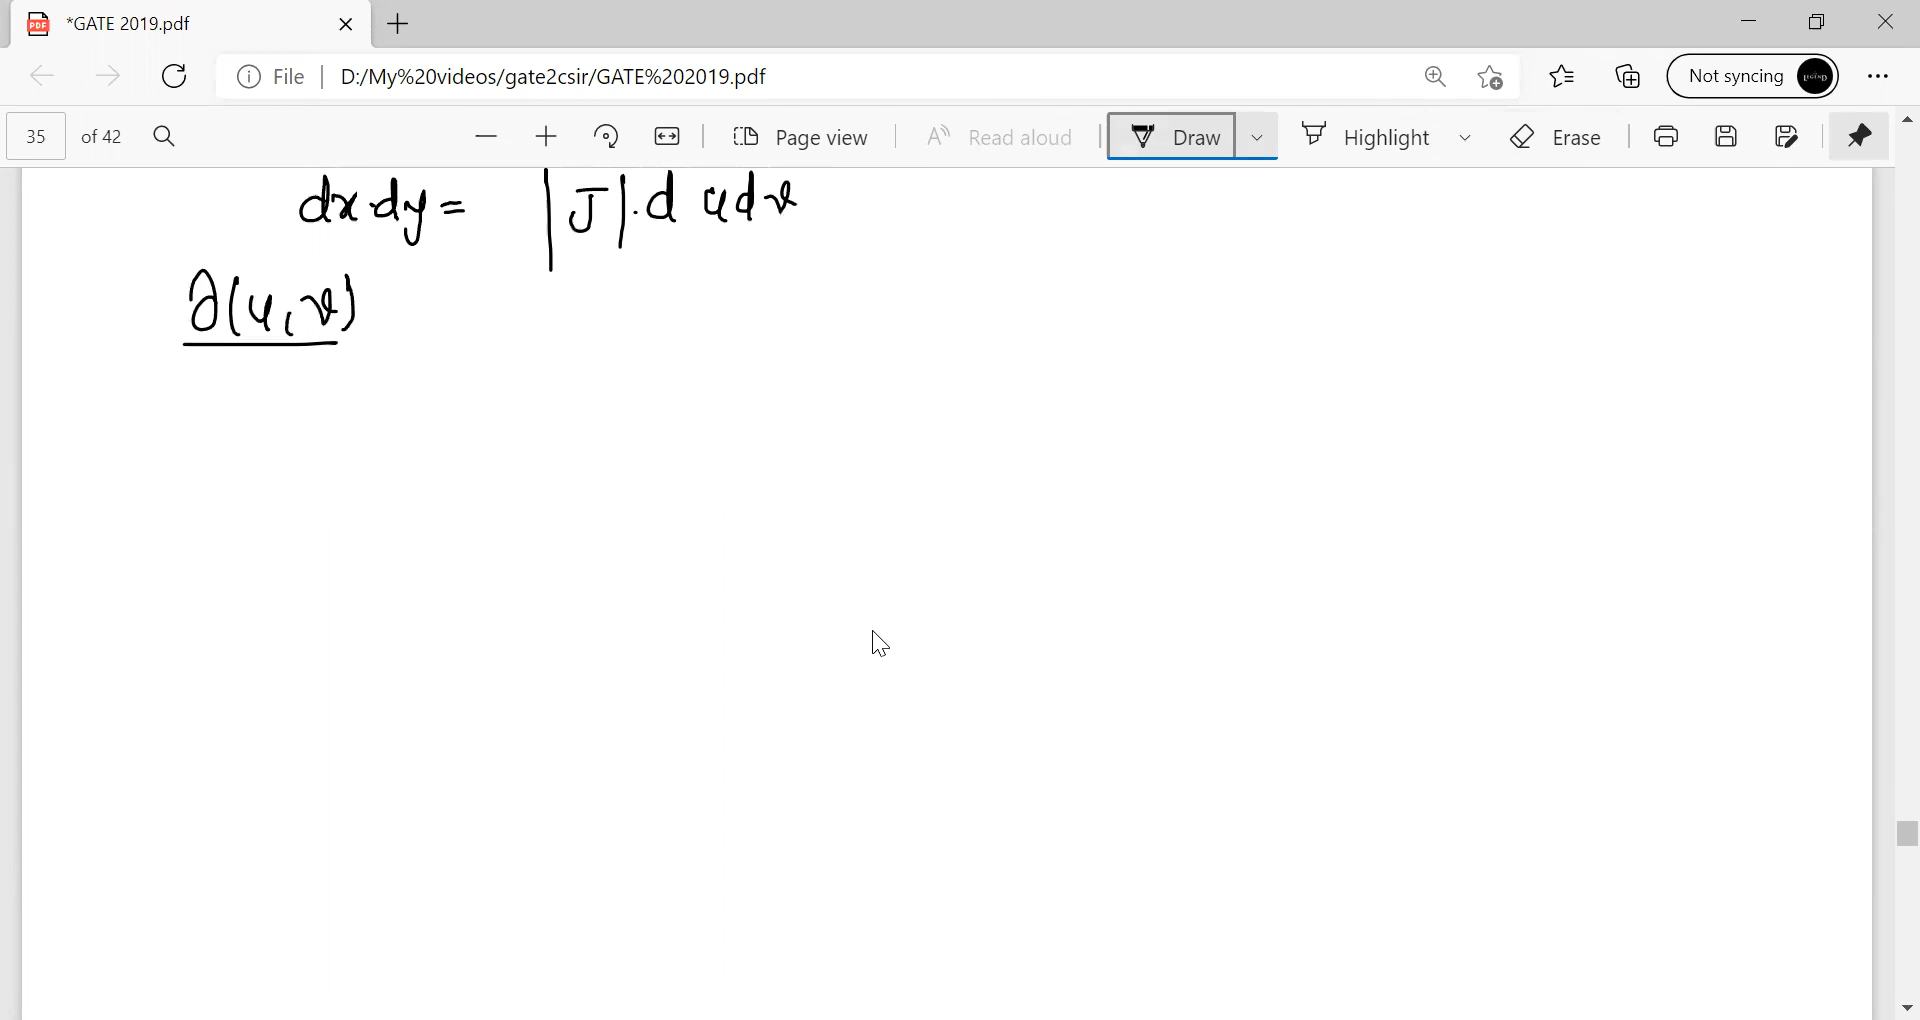 *GATE 2019.pdf
File D:/My%20videos/gate2csir/GATE%202019.pdf Not syncing LEGEND
35 of 42 Page view Read aloud Draw Highlight Erase
dx·dy = |J|·d u d v
∂(u,v)